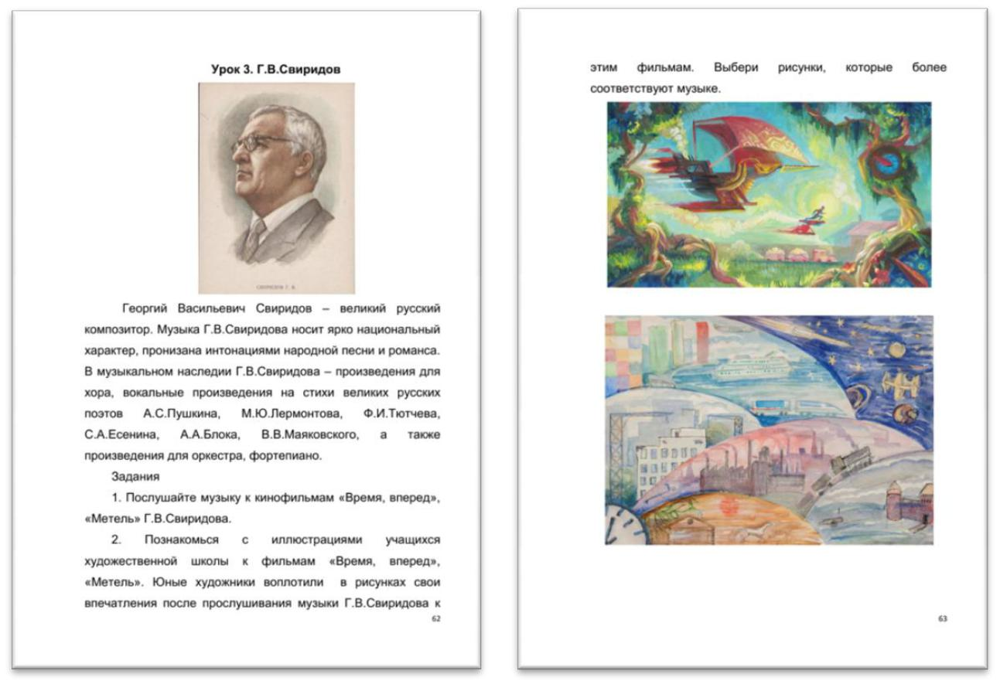 Урок 3. Г.В.Свиридов
СВИРИДОВ Г. В.
Георгий Васильевич Свиридов – великий русский
композитор. Музыка Г.В.Свиридова носит ярко национальный
характер, пронизана интонациями народной песни и романса.
В музыкальном наследии Г.В.Свиридова – произведения для
хора, вокальные произведения на стихи великих русских
поэтов А.С.Пушкина, М.Ю.Лермонтова, Ф.И.Тютчева,
С.А.Есенина, А.А.Блока, В.В.Маяковского, а также
произведения для оркестра, фортепиано.
Задания
1. Послушайте музыку к кинофильмам «Время, вперед»,
«Метель» Г.В.Свиридова.
2. Познакомься с иллюстрациями учащихся
художественной школы к фильмам «Время, вперед»,
«Метель». Юные художники воплотили в рисунках свои
впечатления после прослушивания музыки Г.В.Свиридова к
62
этим фильмам. Выбери рисунки, которые более
соответствуют музыке.
63